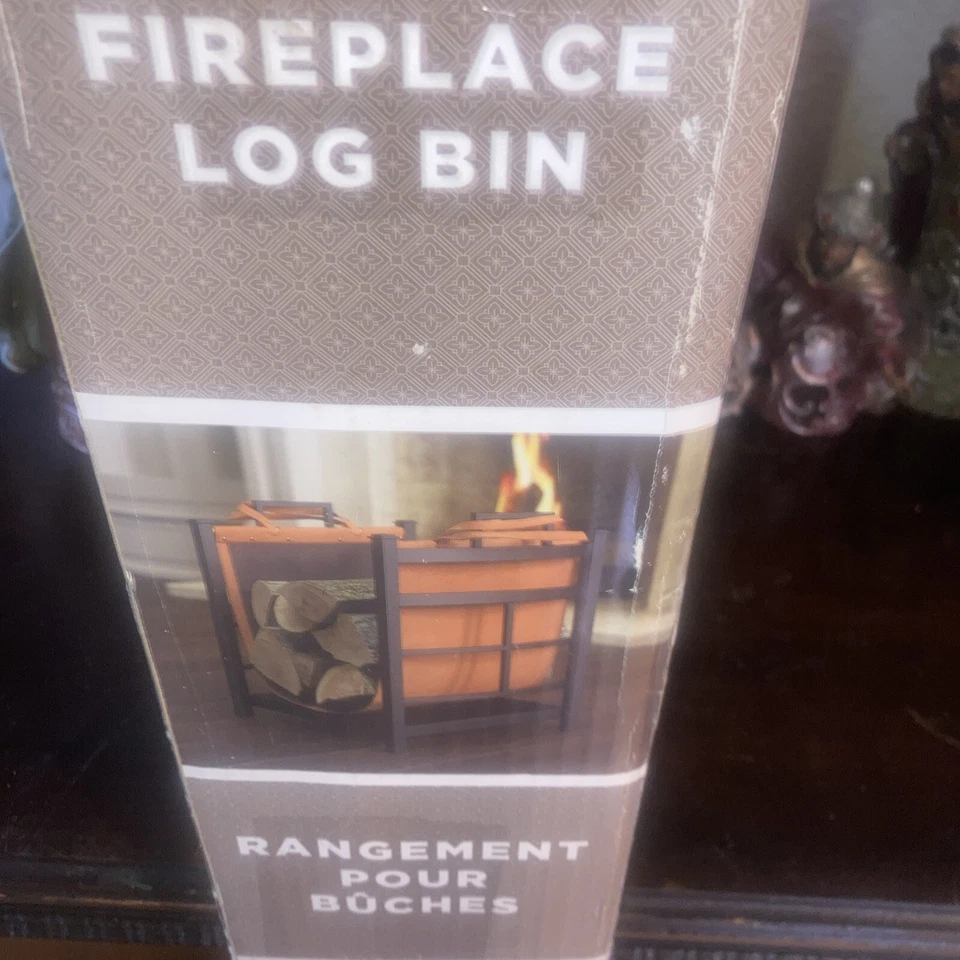 FIREPLACE
LOG BIN
RANGEMENT
POUR
BÛCHES